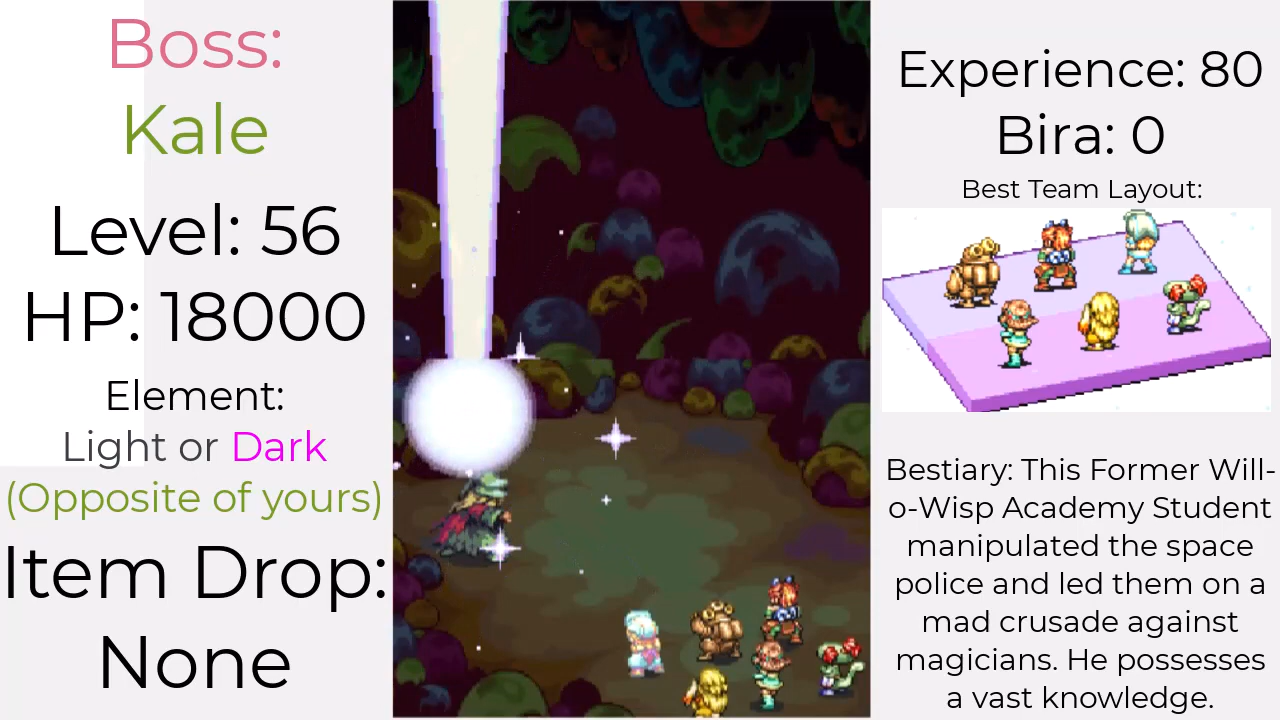 Boss:
Kale
Level: 56
HP: 18000
Element:
Light or Dark
(Opposite of yours)
Item Drop:
None
Experience: 80
Bira: 0
Best Team Layout:
Bestiary: This Former Will-
o-Wisp Academy Student
manipulated the space
police and led them on a
mad crusade against
magicians. He possesses
a vast knowledge.